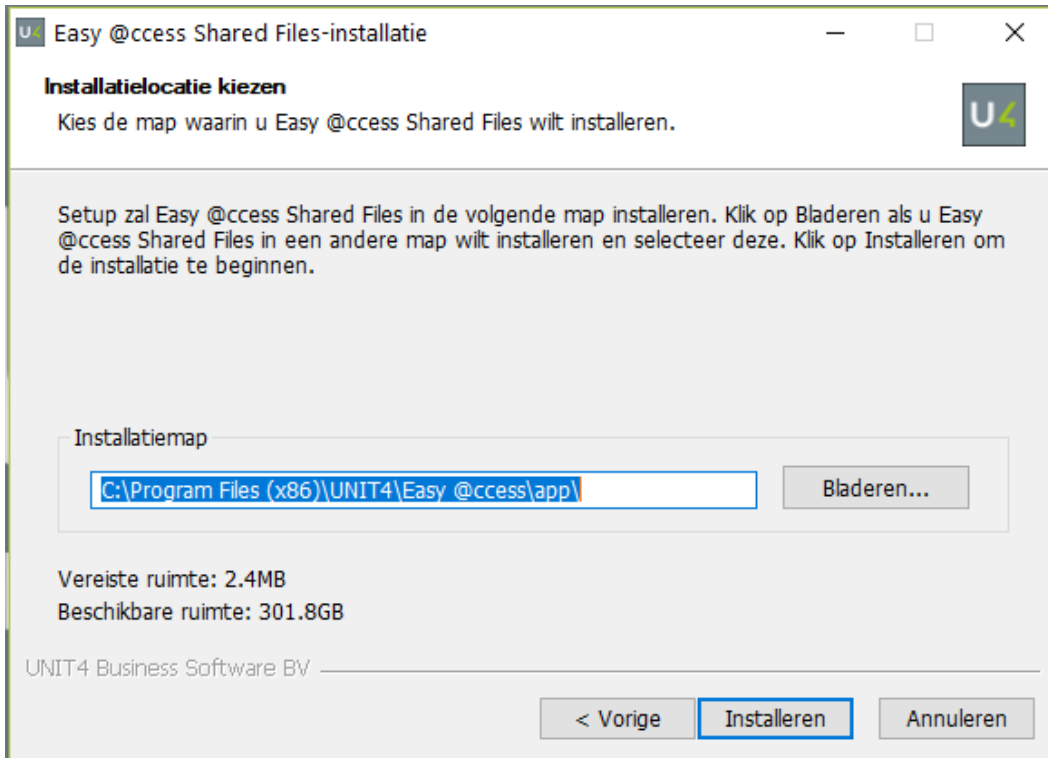 U4 Easy @ccess Shared Files-installatie
Installatielocatie kiezen
Kies de map waarin u Easy @ccess Shared Files wilt installeren.
U4
Setup zal Easy @ccess Shared Files in de volgende map installeren. Klik op Bladeren als u Easy
@ccess Shared Files in een andere map wilt installeren en selecteer deze. Klik op Installeren om
de installatie te beginnen.
Installatiemap
C:\Program Files (x86)\UNIT4\Easy @ccess\app\
Bladeren...
Vereiste ruimte: 2.4MB
Beschikbare ruimte: 301.8GB
UNIT4 Business Software BV
< Vorige
Installeren
Annuleren